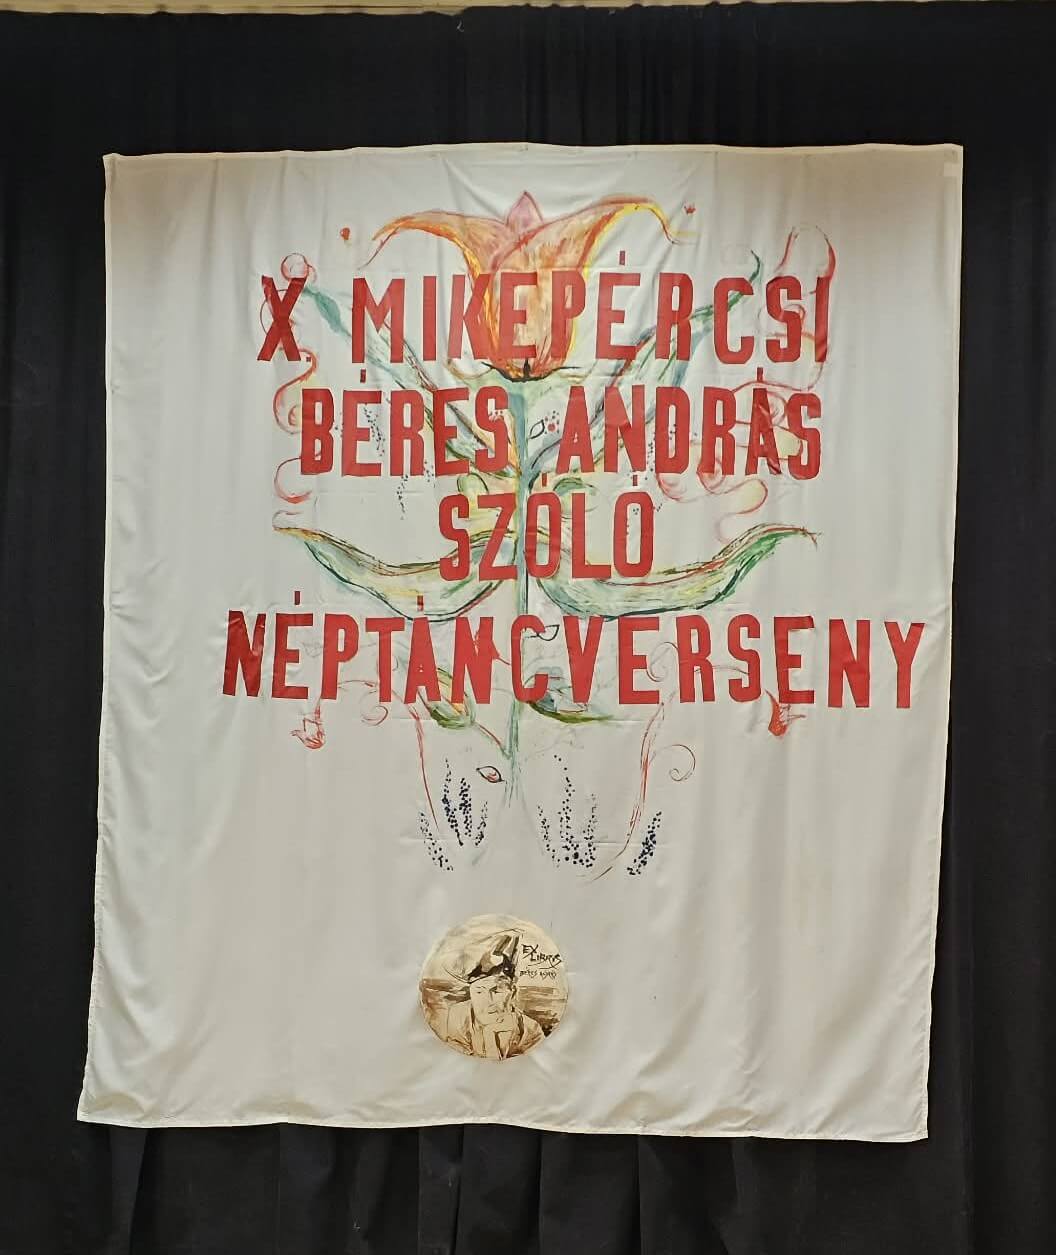 X. MIKEPÉRCSI
BÉRES ANDRÁS
SZÓLÓ
NÉPTÁNCVERSENY
EX
LIBRIS
BÉRES ANDRÁS